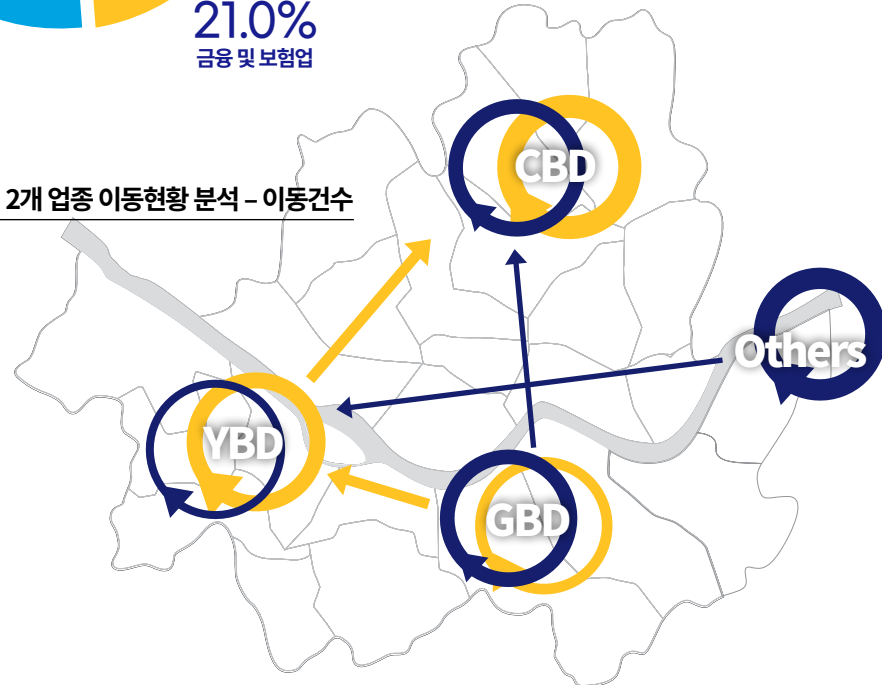 21.0%
금융 및 보험업
2개 업종 이동현황 분석 – 이동건수
CBD
Others
YBD
GBD